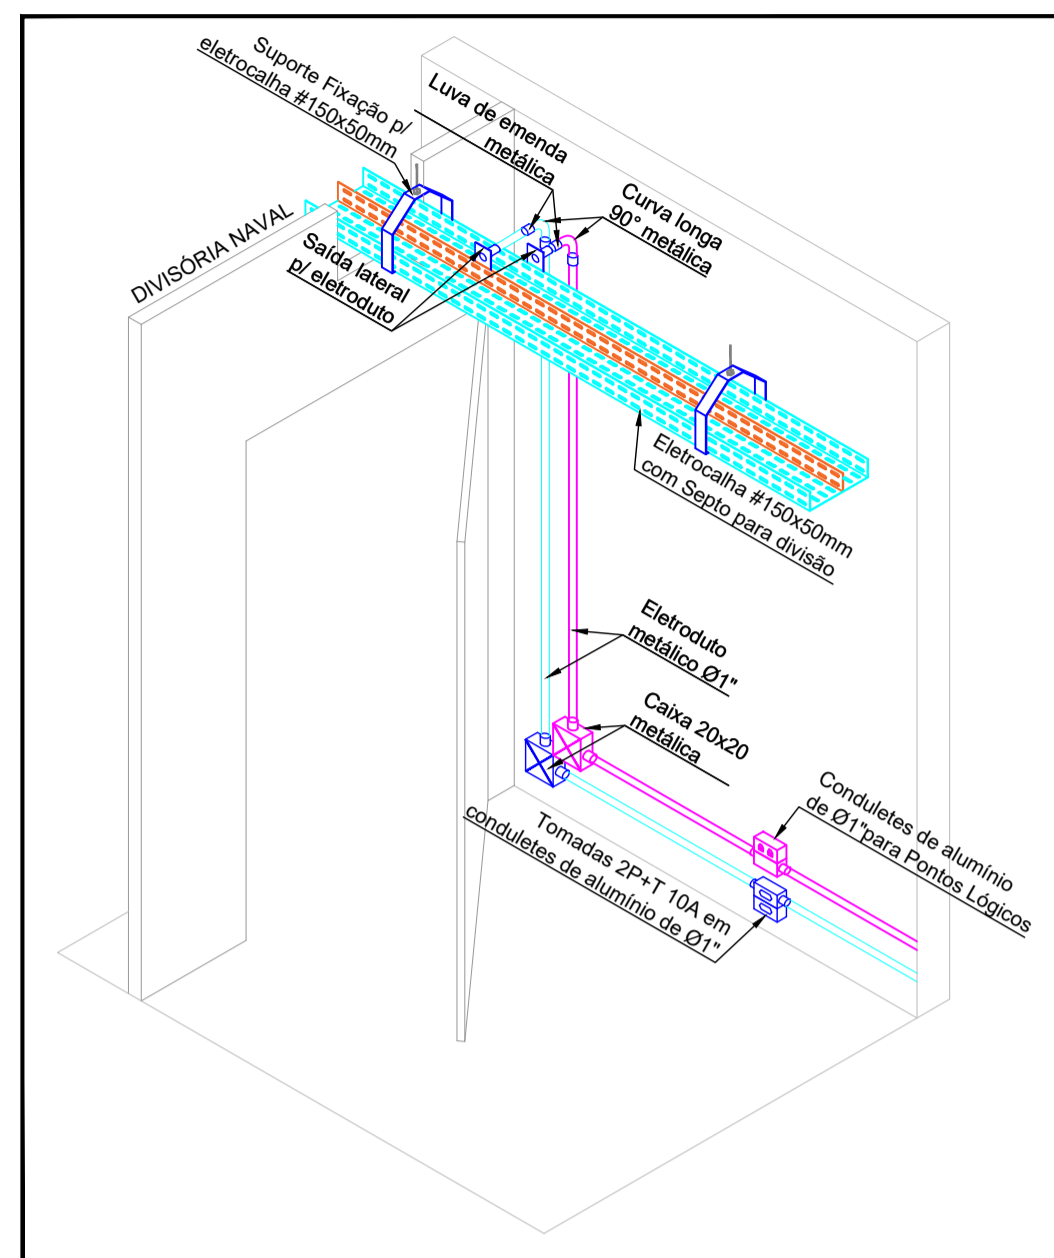 Suporte Fixação p/
eletrocalha #150x50mm
Luva de emenda
metálica
Curva longa
90° metálica
DIVISÓRIA NAVAL
Saída lateral
p/ eletroduto
Eletrocalha #150x50mm
com Septo para divisão
Eletroduto
metálico Ø1"
Caixa 20x20
metálica
Conduletes de alumínio
de Ø1"para Pontos Lógicos
Tomadas 2P+T 10A em
conduletes de alumínio de Ø1"